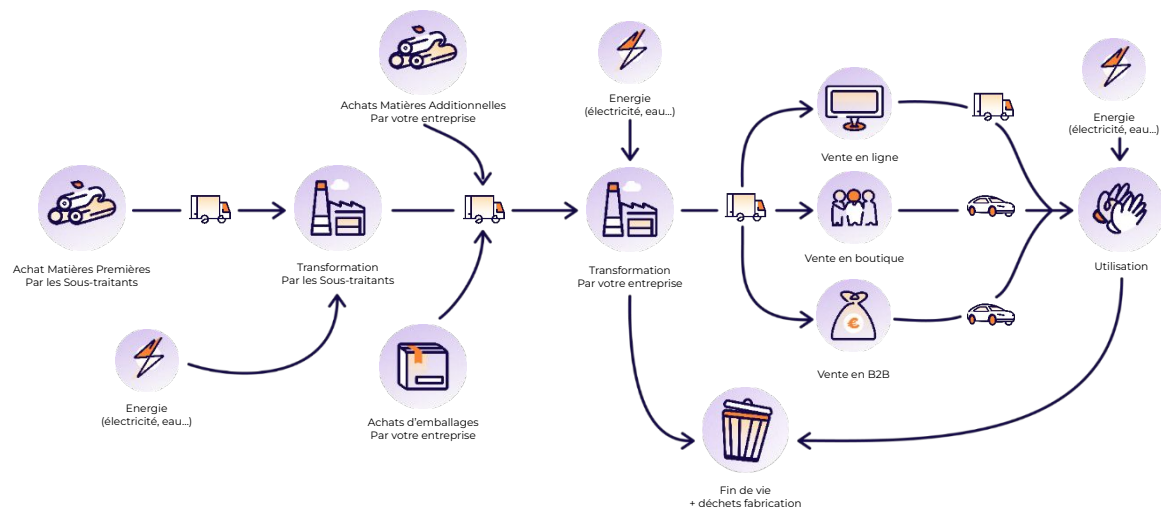 Achats Matières Additionnelles
Par votre entreprise
Energie
(électricité, eau...)
Energie
(électricité, eau...)
Vente en ligne
Achat Matières Premières
Par les Sous-traitants
Transformation
Par les Sous-traitants
Transformation
Par votre entreprise
Vente en boutique
Utilisation
€
Vente en B2B
Energie
(électricité, eau...)
Achats d'emballages
Par votre entreprise
Fin de vie
+ déchets fabrication